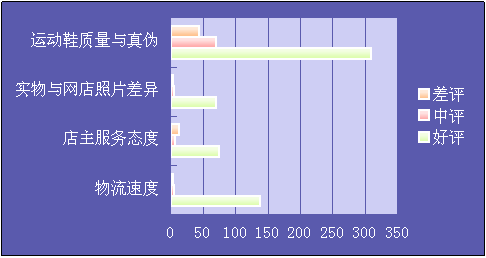 运动鞋质量与真伪
实物与网店照片差异
店主服务态度
物流速度
差评
中评
好评
0 50 100 150 200 250 300 350